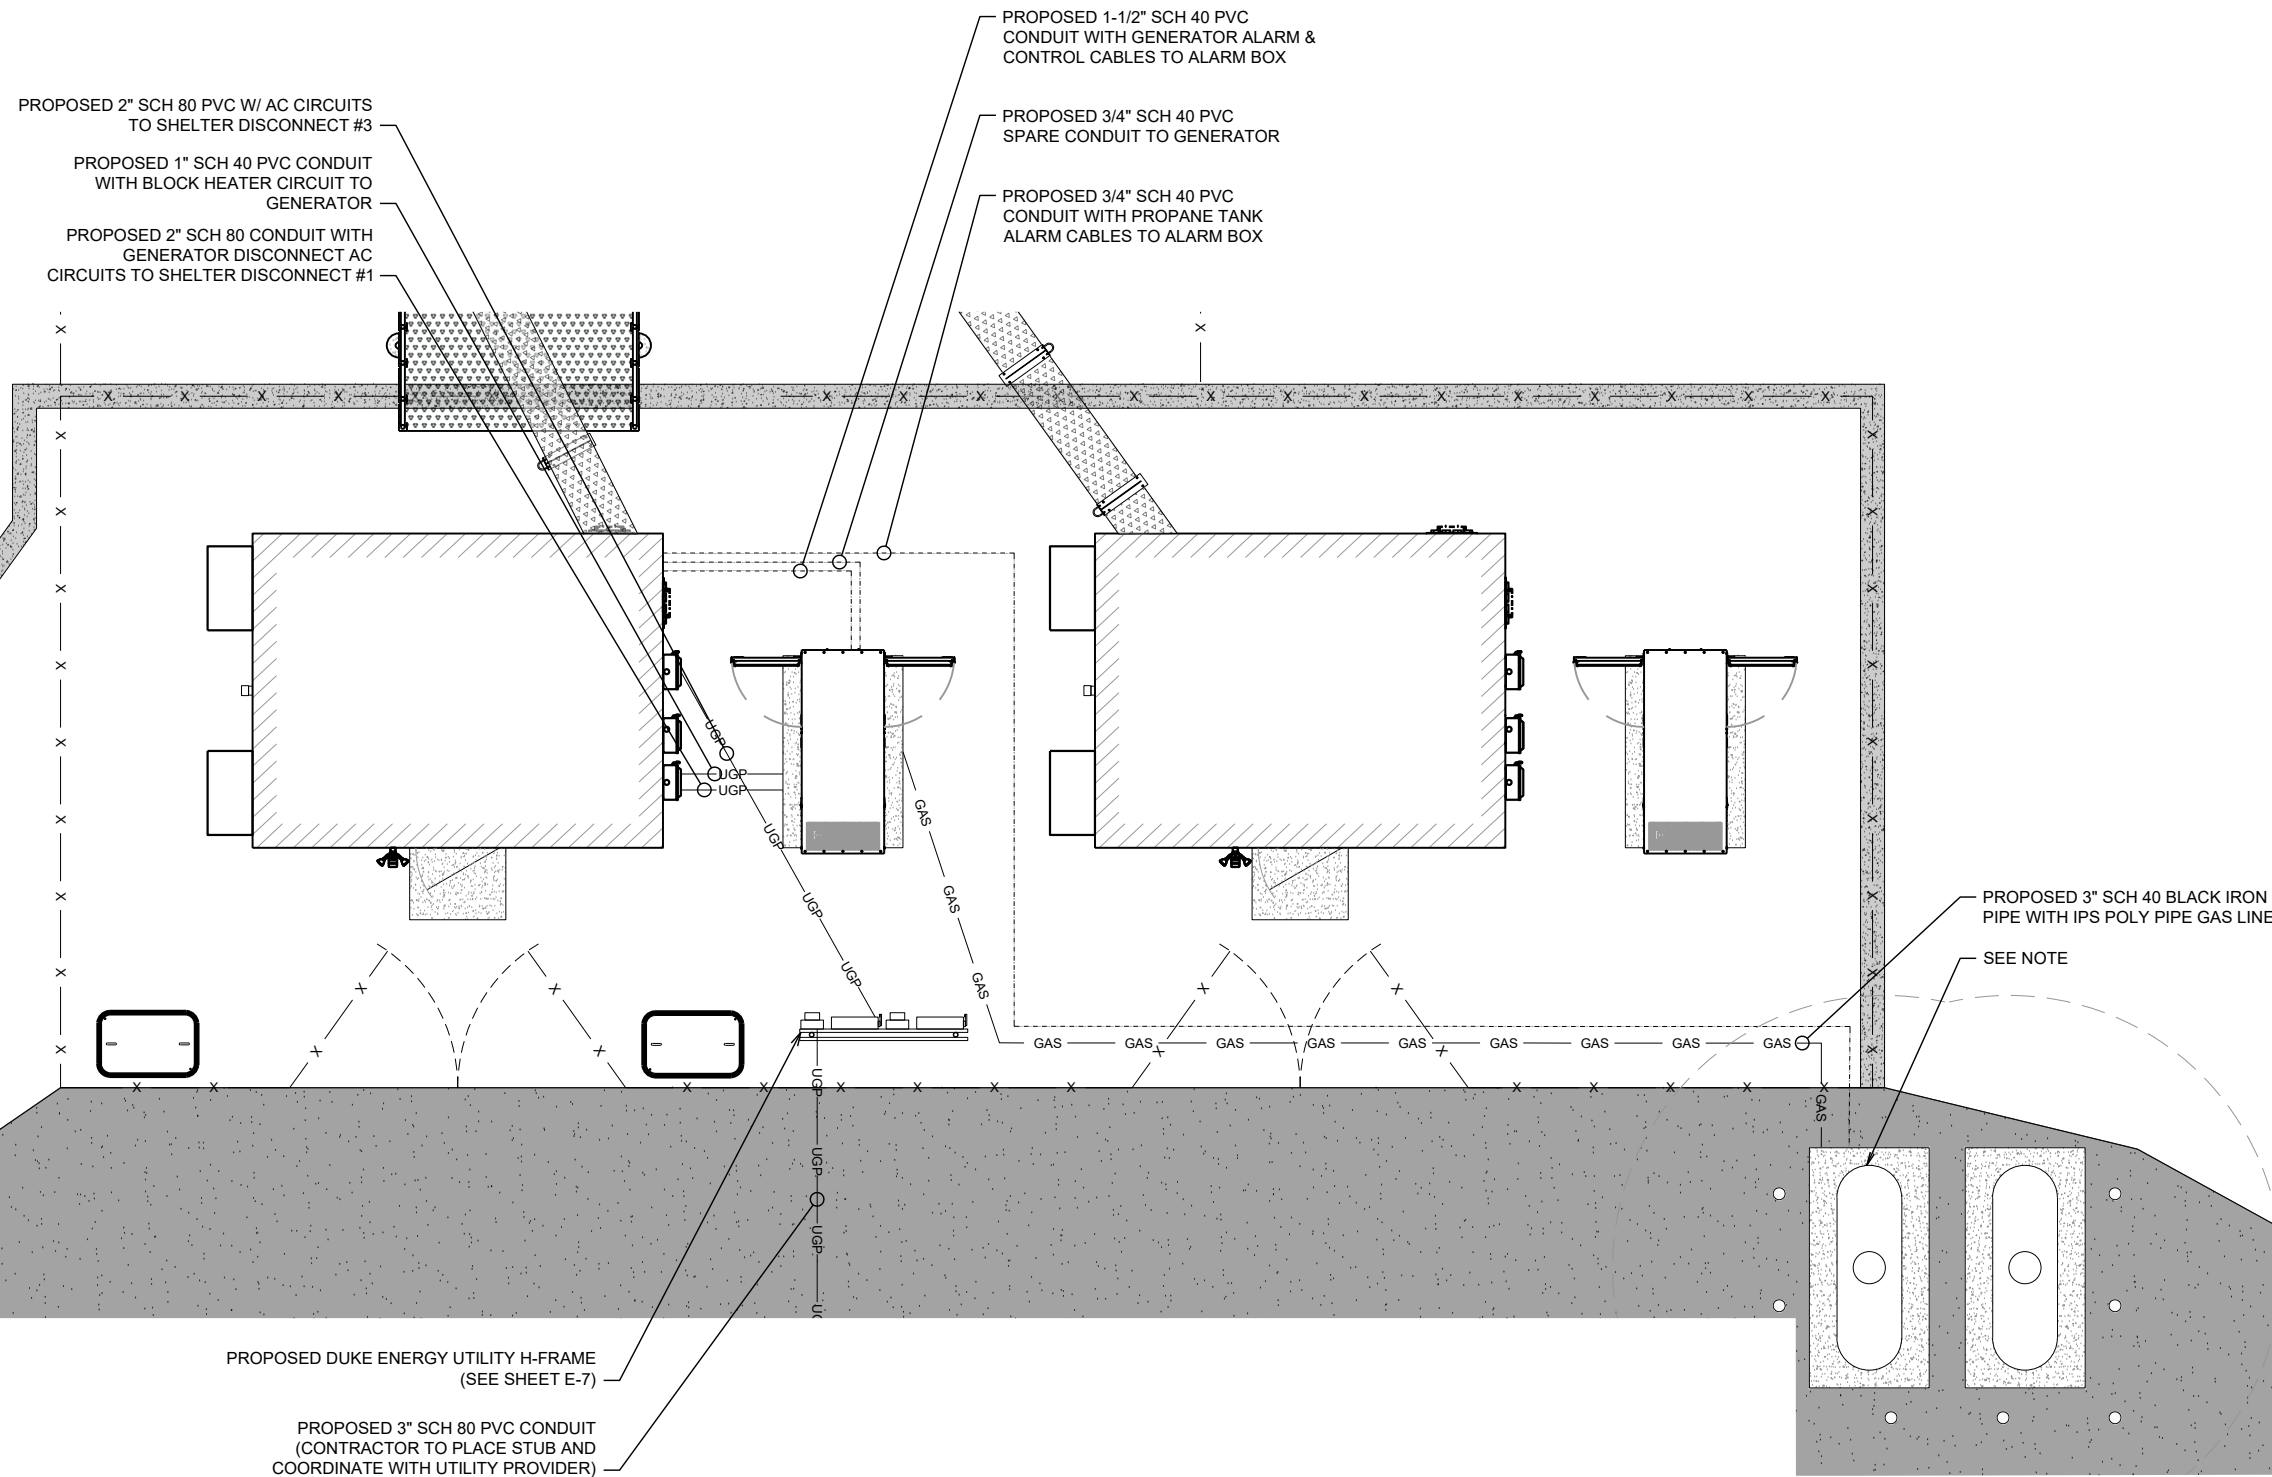 PROPOSED 1-1/2" SCH 40 PVC
CONDUIT WITH GENERATOR ALARM &
CONTROL CABLES TO ALARM BOX
PROPOSED 2" SCH 80 PVC W/ AC CIRCUITS
TO SHELTER DISCONNECT #3
PROPOSED 3/4" SCH 40 PVC
SPARE CONDUIT TO GENERATOR
PROPOSED 1" SCH 40 PVC CONDUIT
WITH BLOCK HEATER CIRCUIT TO
GENERATOR
PROPOSED 3/4" SCH 40 PVC
CONDUIT WITH PROPANE TANK
ALARM CABLES TO ALARM BOX
PROPOSED 2" SCH 80 CONDUIT WITH
GENERATOR DISCONNECT AC
CIRCUITS TO SHELTER DISCONNECT #1
UGP
UGP
UGP
UGP
UGP
UGP
GAS
GAS
GAS
PROPOSED 3" SCH 40 BLACK IRON
PIPE WITH IPS POLY PIPE GAS LINE
SEE NOTE
GAS GAS GAS GAS GAS GAS GAS GAS GAS
GAS
UGP
UGP
UGP
PROPOSED DUKE ENERGY UTILITY H-FRAME
(SEE SHEET E-7)
PROPOSED 3" SCH 80 PVC CONDUIT
(CONTRACTOR TO PLACE STUB AND
COORDINATE WITH UTILITY PROVIDER)